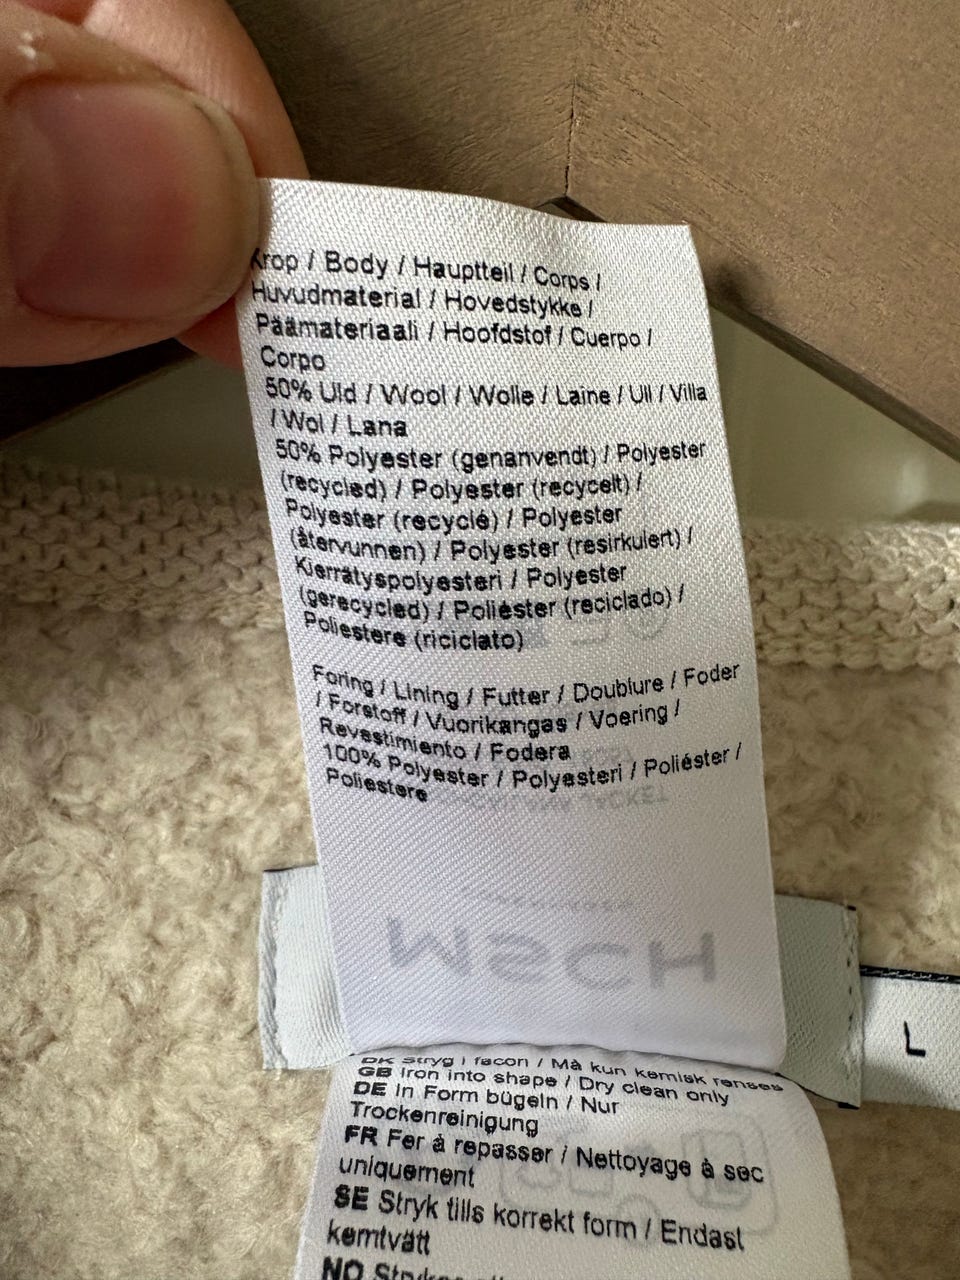 Krop / Body / Hauptteil / Corps /
Huvudmaterial / Hovedstykke /
Päämateriaali / Hoofdstof / Cuerpo /
Corpo
50% Uld / Wool / Wolle / Laine / Ull / Villa
/ Wol / Lana
50% Polyester (genanvendt) / Polyester
(recycled) / Polyester (recycelt) /
Polyester (recyclé) / Polyester
(återvunnen) / Polyester (resirkulert) /
Kierrätyspolyesteri / Polyester
(gerecycled) / Poliéster (reciclado) /
Poliestere (riciclato)
Foring / Lining / Futter / Doublure / Foder
/ Forstoff / Vuorikangas / Voering /
Revestimiento / Fodera
100% Polyester / Polyesteri / Poliéster /
Poliestere
MSCH
L
DK Stryg i facon / Må kun kemisk renses
GB Iron into shape / Dry clean only
DE In Form bügeln / Nur
Trockenreinigung
FR Fer à repasser / Nettoyage à sec
uniquement
SE Stryk tills korrekt form / Endast
kemtvätt
NO